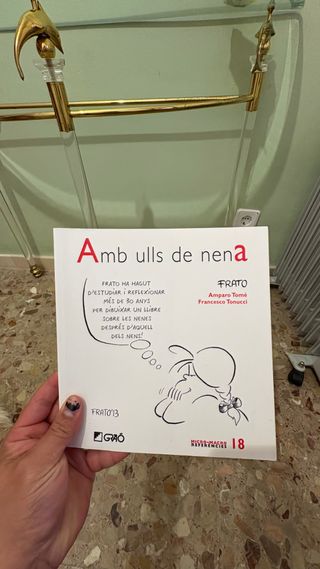 Amb ulls de nena
FRATO
Amparo Tomé
Francesco Tonucci
FRATO HA HAGUT
D'ESTUDIAR I REFLEXIONAR
MÉS DE 30 ANYS
PER DIBUIXAR UN LLIBRE
SOBRE LES NENES
DESPRÉS D'AQUELL
DELS NENS!
FRATO'13
GRAÓ
MICRO-MACRO
REFERENCIES
18